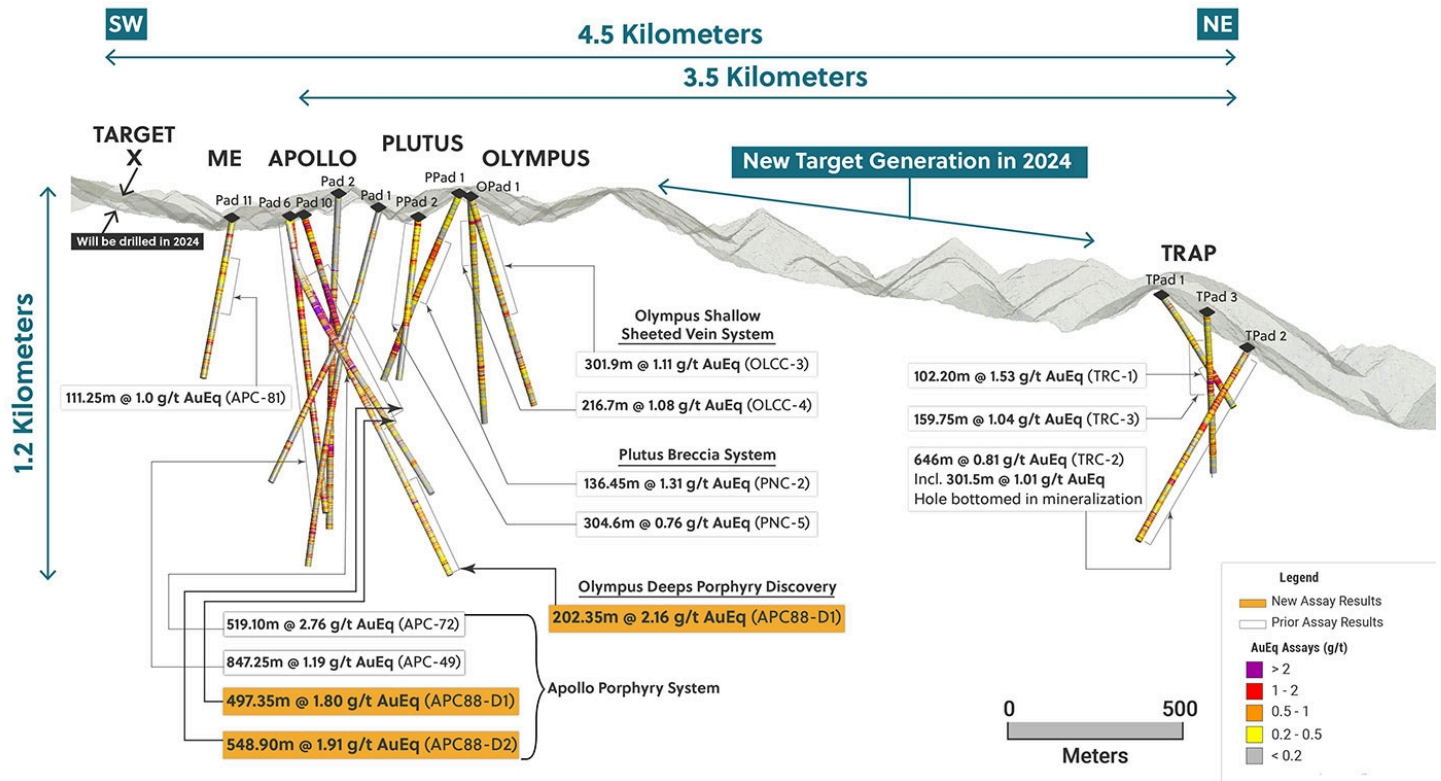 SW
NE
4.5 Kilometers
3.5 Kilometers
TARGET
X
ME
APOLLO
PLUTUS
OLYMPUS
New Target Generation in 2024
TRAP
Pad 11
Pad 6
Pad 10
Pad 2
Pad 1
PPad 2
PPad 1
OPad 1
TPad 1
TPad 3
TPad 2
Will be drilled in 2024
1.2 Kilometers
111.25m @ 1.0 g/t AuEq (APC-81)
Olympus Shallow
Sheeted Vein System
301.9m @ 1.11 g/t AuEq (OLCC-3)
216.7m @ 1.08 g/t AuEq (OLCC-4)
Plutus Breccia System
136.45m @ 1.31 g/t AuEq (PNC-2)
304.6m @ 0.76 g/t AuEq (PNC-5)
Olympus Deeps Porphyry Discovery
202.35m @ 2.16 g/t AuEq (APC88-D1)
102.20m @ 1.53 g/t AuEq (TRC-1)
159.75m @ 1.04 g/t AuEq (TRC-3)
646m @ 0.81 g/t AuEq (TRC-2)
Incl. 301.5m @ 1.01 g/t AuEq
Hole bottomed in mineralization
519.10m @ 2.76 g/t AuEq (APC-72)
847.25m @ 1.19 g/t AuEq (APC-49)
497.35m @ 1.80 g/t AuEq (APC88-D1)
548.90m @ 1.91 g/t AuEq (APC88-D2)
Apollo Porphyry System
0
500
Meters
Legend
New Assay Results
Prior Assay Results
AuEq Assays (g/t)
> 2
1 - 2
0.5 - 1
0.2 - 0.5
< 0.2